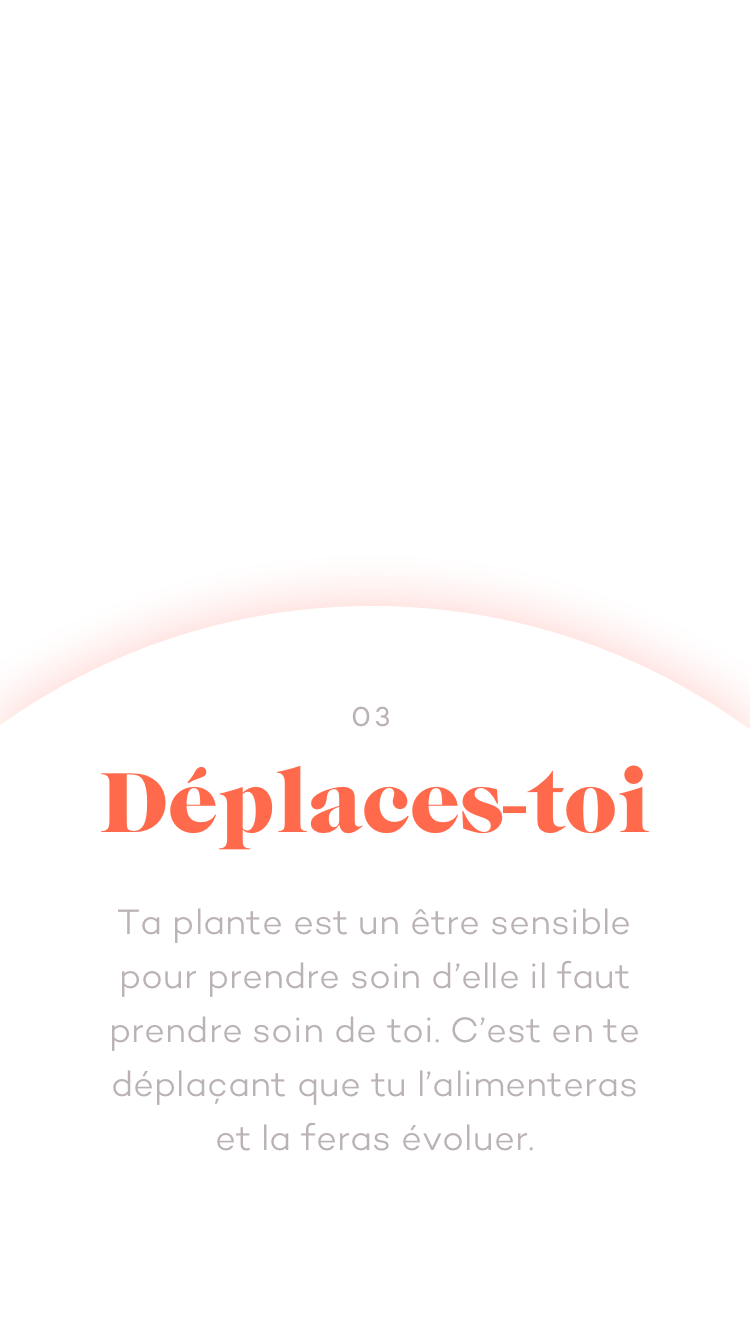 03
Déplaces-toi
Ta plante est un être sensible
pour prendre soin d’elle il faut
prendre soin de toi. C’est en te
déplaçant que tu l’alimenteras
et la feras évoluer.